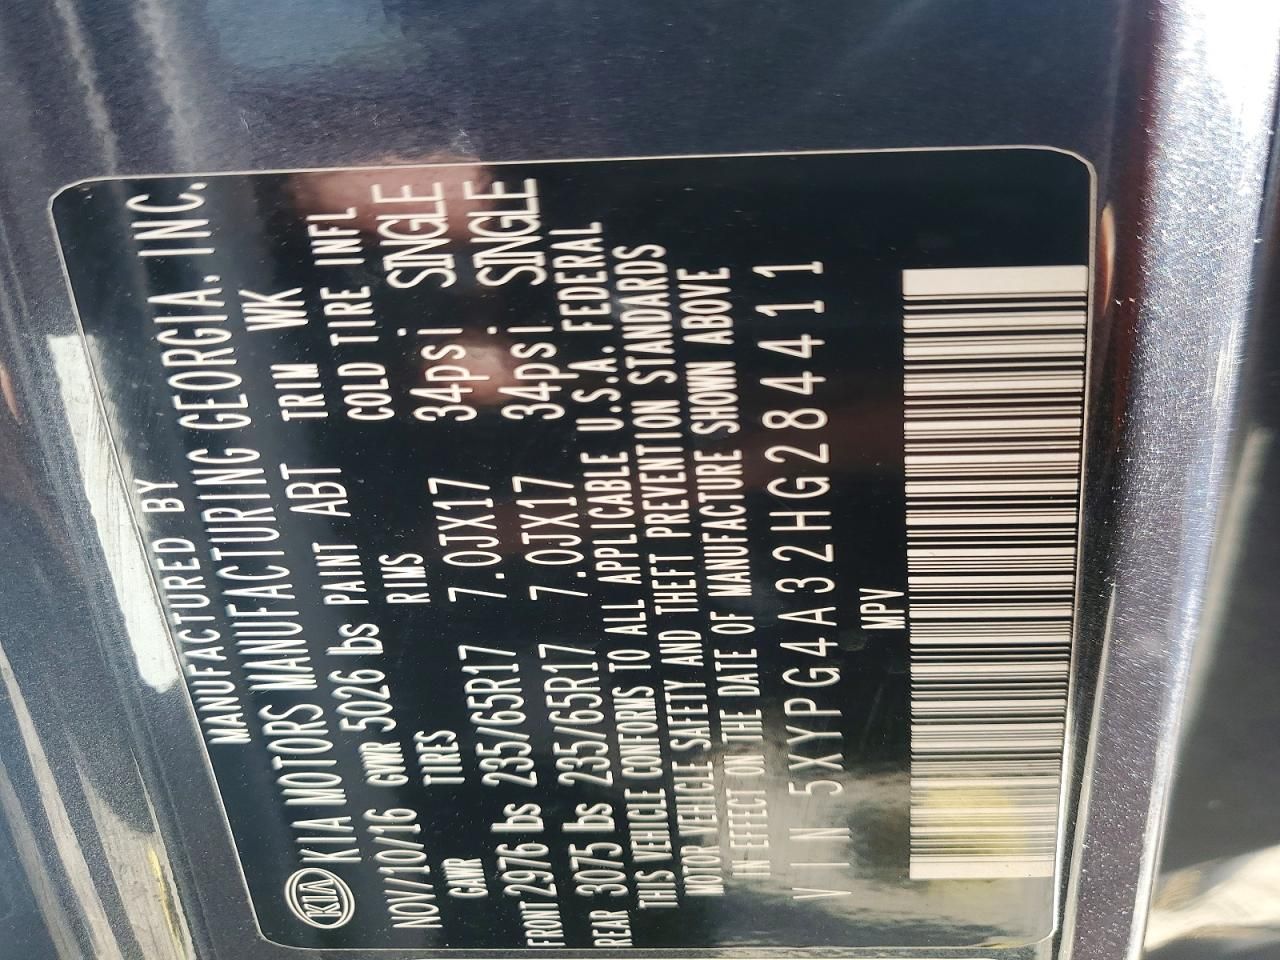 MANUFACTURED BY
KIA KIA MOTORS MANUFACTURING GEORGIA, INC.
NOV/10/16 GVWR 5026 lbs PAINT ABT TRIM WK
GAWR TIRES RIMS COLD TIRE INFL
FRONT 2976 lbs 235/65R17 7.0JX17 34psi SINGLE
REAR 3075 lbs 235/65R17 7.0JX17 34psi SINGLE
THIS VEHICLE CONFORMS TO ALL APPLICABLE U.S.A. FEDERAL
MOTOR VEHICLE SAFETY AND THEFT PREVENTION STANDARDS
IN EFFECT ON THE DATE OF MANUFACTURE SHOWN ABOVE
VIN 5XYPG4A32HG284411
MPV